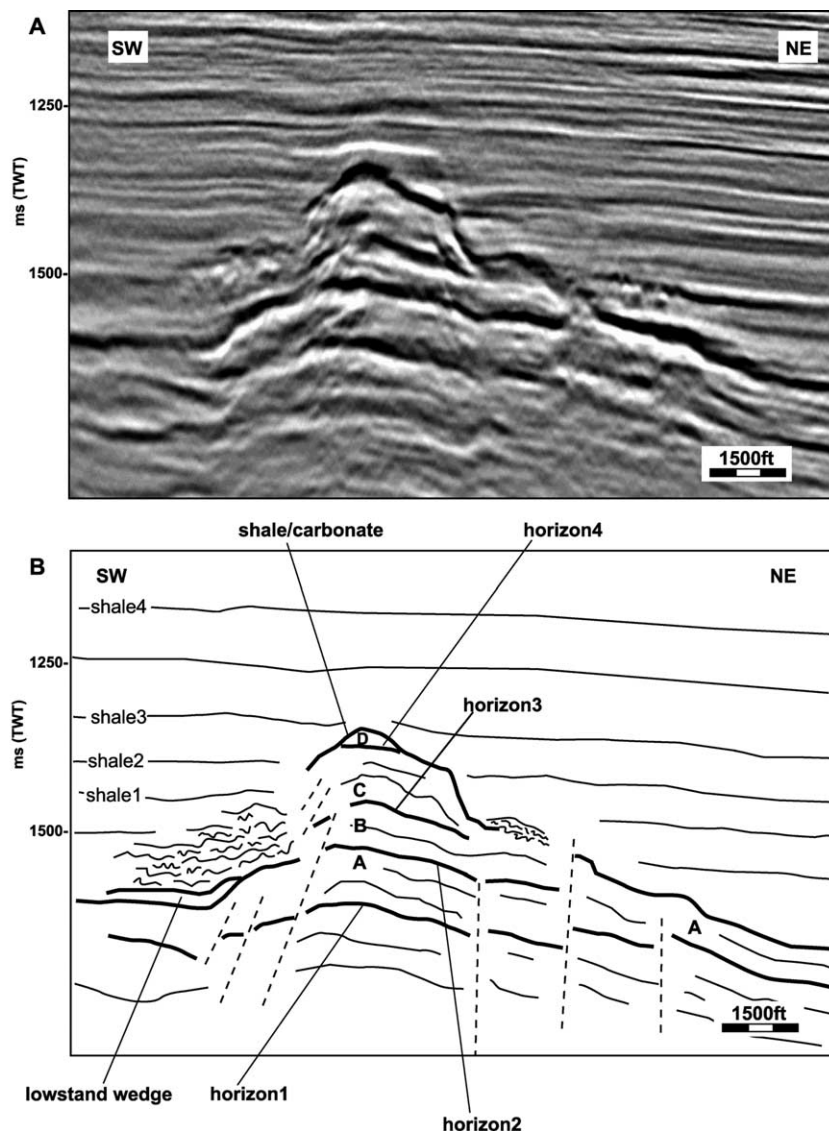 A
SW
NE
1250-
ms (TWT)
1500-
1500ft
shale/carbonate
horizon4
B
SW
NE
shale4
1250-
ms (TWT)
horizon3
shale3
D
shale2
C
shale1
1500-
B
A
A
1500ft
lowstand wedge
horizon1
horizon2